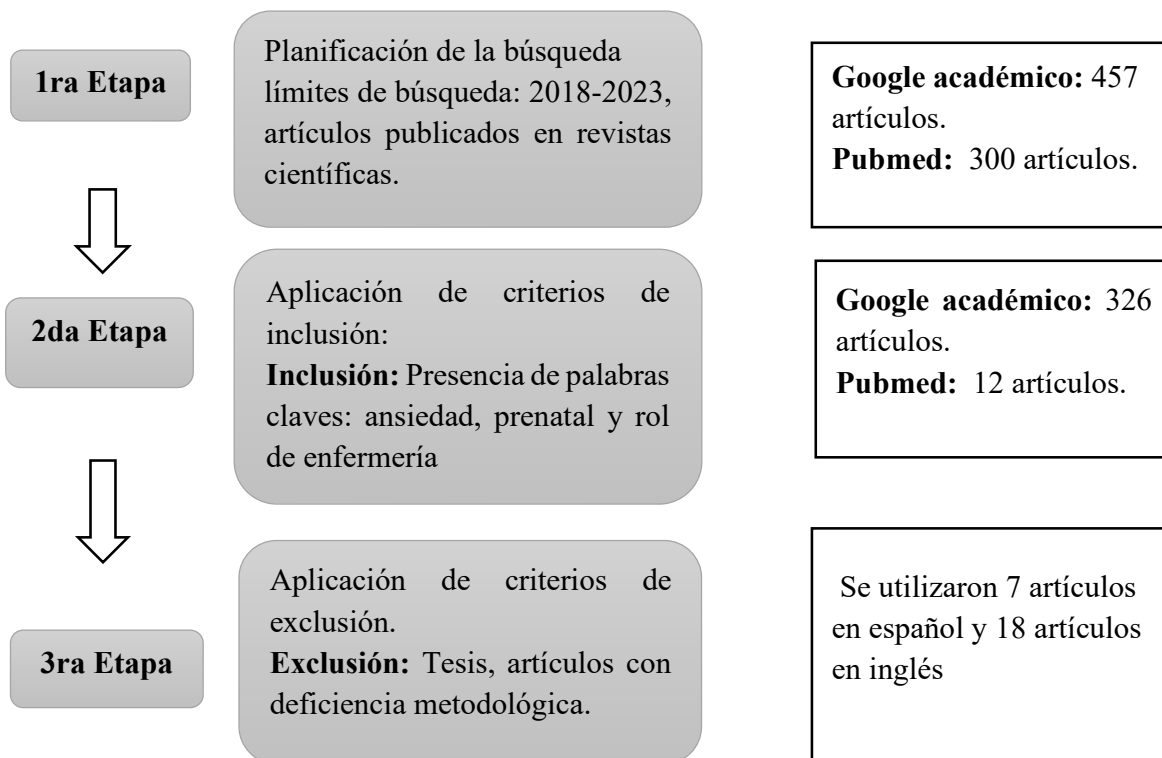 1ra Etapa
Planificación de la búsqueda
límites de búsqueda: 2018-2023,
artículos publicados en revistas
científicas.
Google académico: 457
artículos.
Pubmed: 300 artículos.
2da Etapa
Aplicación de criterios de
inclusión:
Inclusión: Presencia de palabras
claves: ansiedad, prenatal y rol
de enfermería
Google académico: 326
artículos.
Pubmed: 12 artículos.
3ra Etapa
Aplicación de criterios de
exclusión.
Exclusión: Tesis, artículos con
deficiencia metodológica.
Se utilizaron 7 artículos
en español y 18 artículos
en inglés